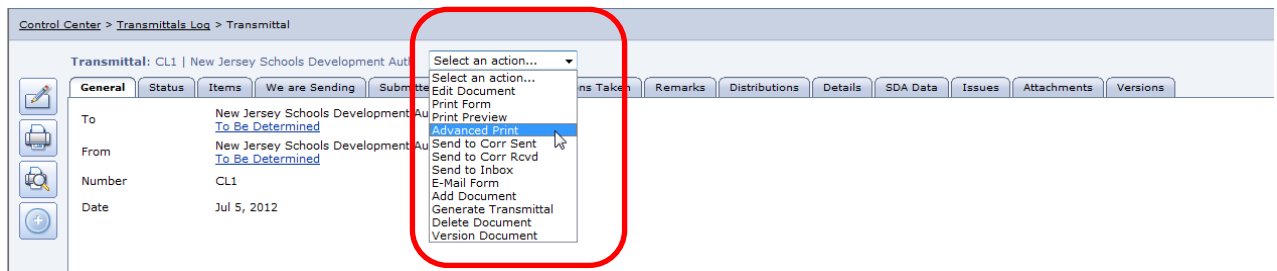 Control Center > Transmittals Log > Transmittal
Transmittal: CL1 | New Jersey Schools Development Auth Select an action...
General Status Items We are Sending Submitte ns Taken Remarks Distributions Details SDA Data Issues Attachments Versions
Select an action...
Edit Document
Print Form
Print Preview
Advanced Print
Send to Corr Sent
Send to Corr Rcvd
Send to Inbox
E-Mail Form
Add Document
Generate Transmittal
Delete Document
Version Document
To New Jersey Schools Development Au
To Be Determined
From New Jersey Schools Development Au
To Be Determined
Number CL1
Date Jul 5, 2012